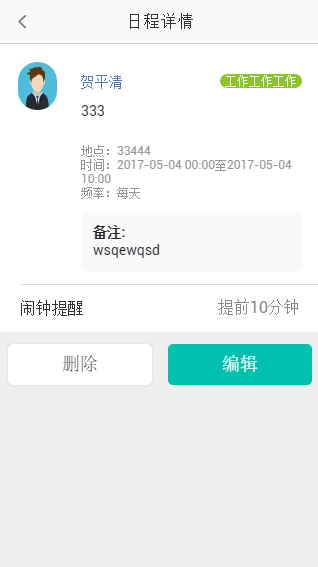 日程详情
贺平清
工作工作工作
333
地点：33444
时间：2017-05-04 00:00至2017-05-04
10:00
频率：每天
备注:
wsqewqsd
闹钟提醒
提前10分钟
删除
编辑